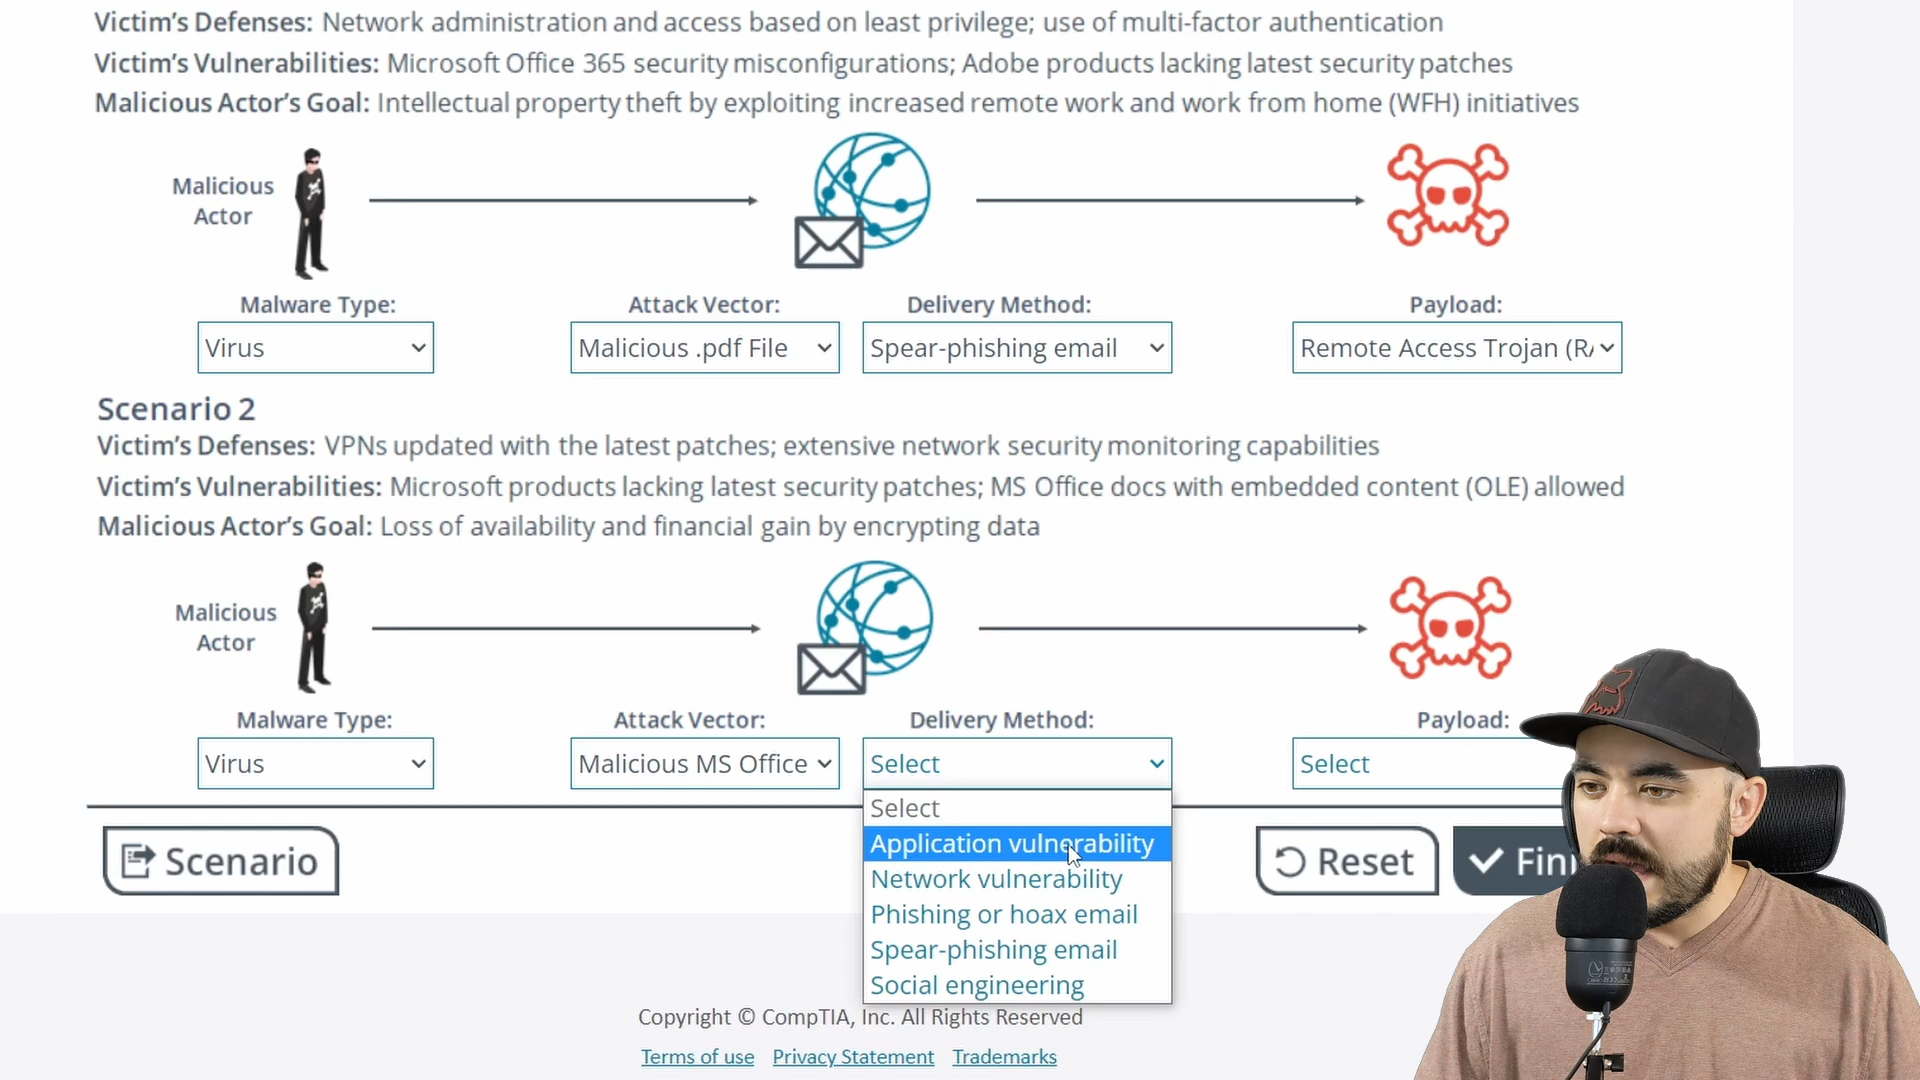 Victim's Defenses: Network administration and access based on least privilege; use of multi-factor authentication
Victim's Vulnerabilities: Microsoft Office 365 security misconfigurations; Adobe products lacking latest security patches
Malicious Actor's Goal: Intellectual property theft by exploiting increased remote work and work from home (WFH) initiatives
Malicious
Actor
Malware Type:
Attack Vector:
Delivery Method:
Payload:
Virus
Malicious .pdf File
Spear-phishing email
Remote Access Trojan (RA
Scenario 2
Victim's Defenses: VPNs updated with the latest patches; extensive network security monitoring capabilities
Victim's Vulnerabilities: Microsoft products lacking latest security patches; MS Office docs with embedded content (OLE) allowed
Malicious Actor's Goal: Loss of availability and financial gain by encrypting data
Malicious
Actor
Malware Type:
Attack Vector:
Delivery Method:
Payload:
Virus
Malicious MS Office
Select
Select
Select
Application vulnerability
Network vulnerability
Phishing or hoax email
Spear-phishing email
Social engineering
Scenario
Reset
Fini
Copyright © CompTIA, Inc. All Rights Reserved
Terms of use Privacy Statement Trademarks